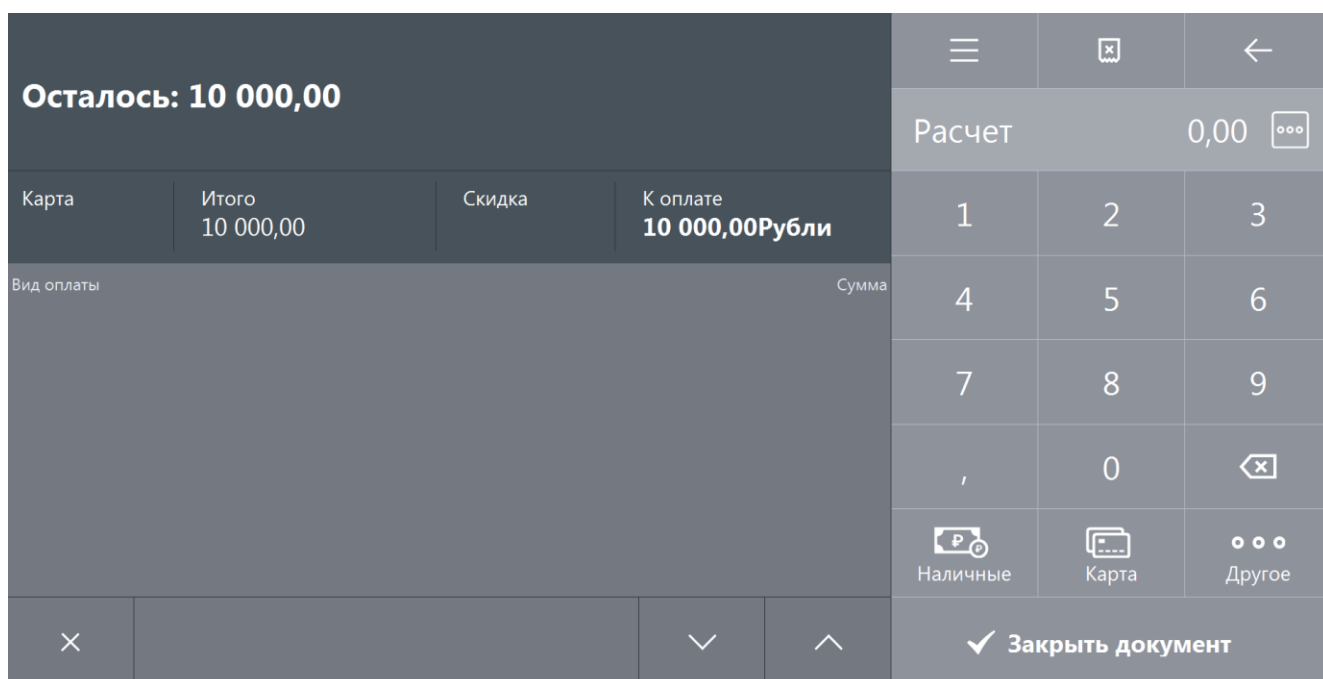 Осталось: 10 000,00
Карта
Итого
10 000,00
Скидка
К оплате
10 000,00Рубли
Вид оплаты
Сумма
Расчет 0,00
1 2 3
4 5 6
7 8 9
, 0
Наличные Карта Другое
Закрыть документ